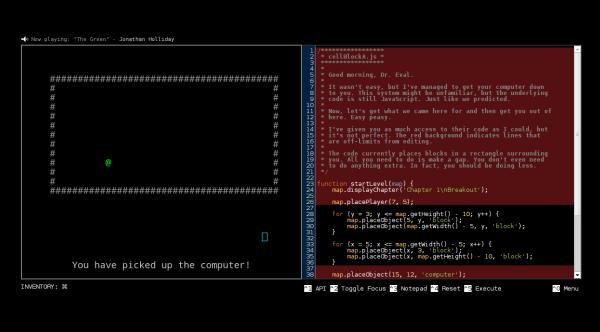 Now playing: "The Green" - Jonathan Holliday
##########################################
# #
# #
# #
# #
# #
# #
# #
# @ #
# #
# #
# #
##########################################
You have picked up the computer!
INVENTORY: ⌘
1 /*****************
2 * cellBlockA.js *
3 *****************
4 *
5 * Good morning, Dr. Eval.
6 *
7 * It wasn't easy, but I've managed to get your computer down
8 * to you. This system might be unfamiliar, but the underlying
9 * code is still JavaScript. Just like we predicted.
10 *
11 * Now, let's get what we came here for and then get you out of
12 * here. Easy peasy.
13 *
14 * I've given you as much access to their code as I could, but
15 * it's not perfect. The red background indicates lines that
16 * are off-limits from editing.
17 *
18 * The code currently places blocks in a rectangle surrounding
19 * you. All you need to do is make a gap. You don't even need
20 * to do anything extra. In fact, you should be doing less.
21 */
22
23 function startLevel(map) {
24 map.displayChapter('Chapter 1\nBreakout');
25
26 map.placePlayer(7, 5);
27
28 for (y = 3; y <= map.getHeight() - 10; y++) {
29 map.placeObject(5, y, 'block');
30 map.placeObject(map.getWidth() - 5, y, 'block');
31 }
32
33 for (x = 5; x <= map.getWidth() - 5; x++) {
34 map.placeObject(x, 3, 'block');
35 map.placeObject(x, map.getHeight() - 10, 'block');
36 }
37
38 map.placeObject(15, 12, 'computer');
^1 API ^2 Toggle Focus ^3 Notepad ^4 Reset ^5 Execute ^0 Menu